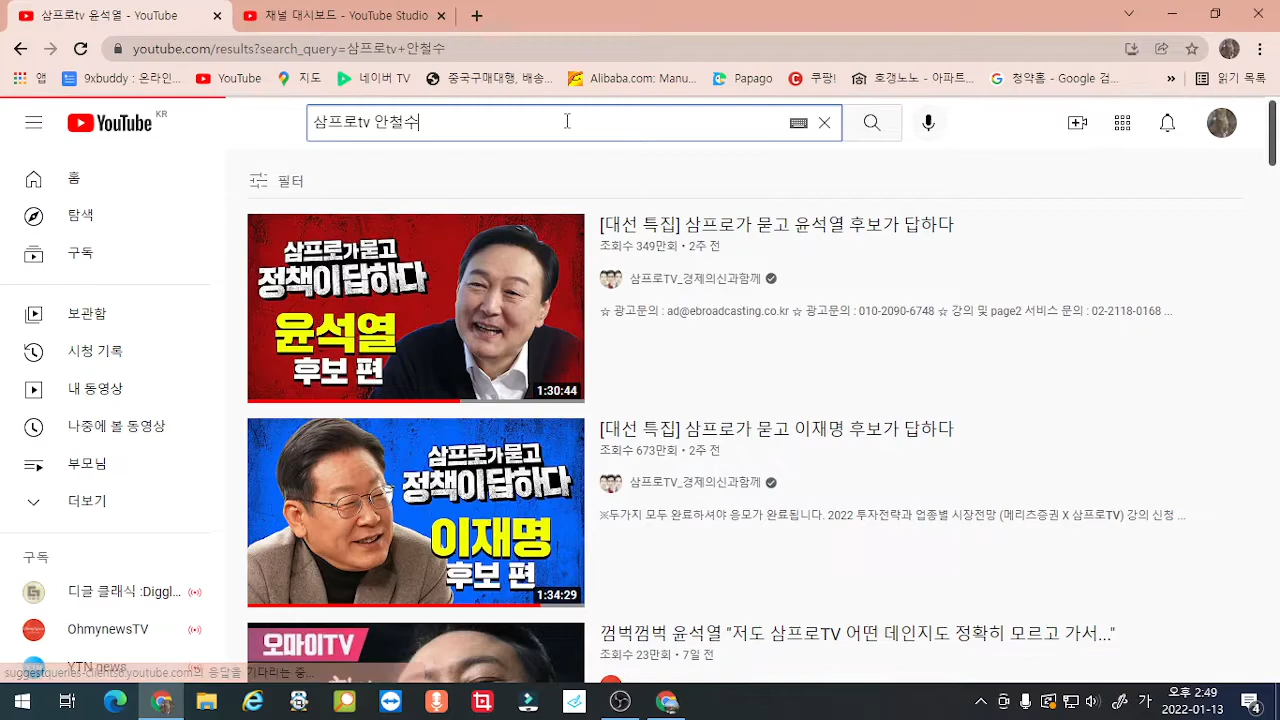 삼프로tv 윤석열 - YouTube
채널 대시보드 - YouTube Studio
youtube.com/results?search_query=삼프로tv+안철수
앱
9xbuddy : 온라인...
YouTube
지도
네이버 TV
중국구매대행, 배송...
Alibaba.com: Manu...
Papago
쿠팡!
호갱노노 - 아파트...
청약홈 - Google 검...
»
읽기 목록
YouTube KR
삼프로tv 안철수
홈
탐색
구독
보관함
시청 기록
내 동영상
나중에 볼 동영상
부모님
더보기
구독
디글 클래식 :Diggl...
OhmynewsTV
YTN news
필터
삼프로가묻고
정책이답하다
윤석열
후보 편
1:30:44
[대선 특집] 삼프로가 묻고 윤석열 후보가 답하다
조회수 349만회 • 2주 전
삼프로TV_경제의신과함께
☆ 광고문의 : ad@ebroadcasting.co.kr ☆ 광고문의 : 010-2090-6748 ☆ 강의 및 page2 서비스 문의 : 02-2118-0168 ...
삼프로가묻고
정책이답하다
이재명
후보 편
1:34:29
[대선 특집] 삼프로가 묻고 이재명 후보가 답하다
조회수 673만회 • 2주 전
삼프로TV_경제의신과함께
※두가지 모두 완료하셔야 응모가 완료됩니다. 2022 투자전략과 업종별 시장전망 (메리츠증권 X 삼프로TV) 강의 신청 ...
오마이TV
껌벅껌벅 윤석열 "저도 삼프로TV 어떤 데인지도 정확히 모르고 가서..."
조회수 23만회 • 7일 전
suggestqueries-clients6.youtube.com의 응답을 기다리는 중...
가
오후 2:49
2022-01-13
4